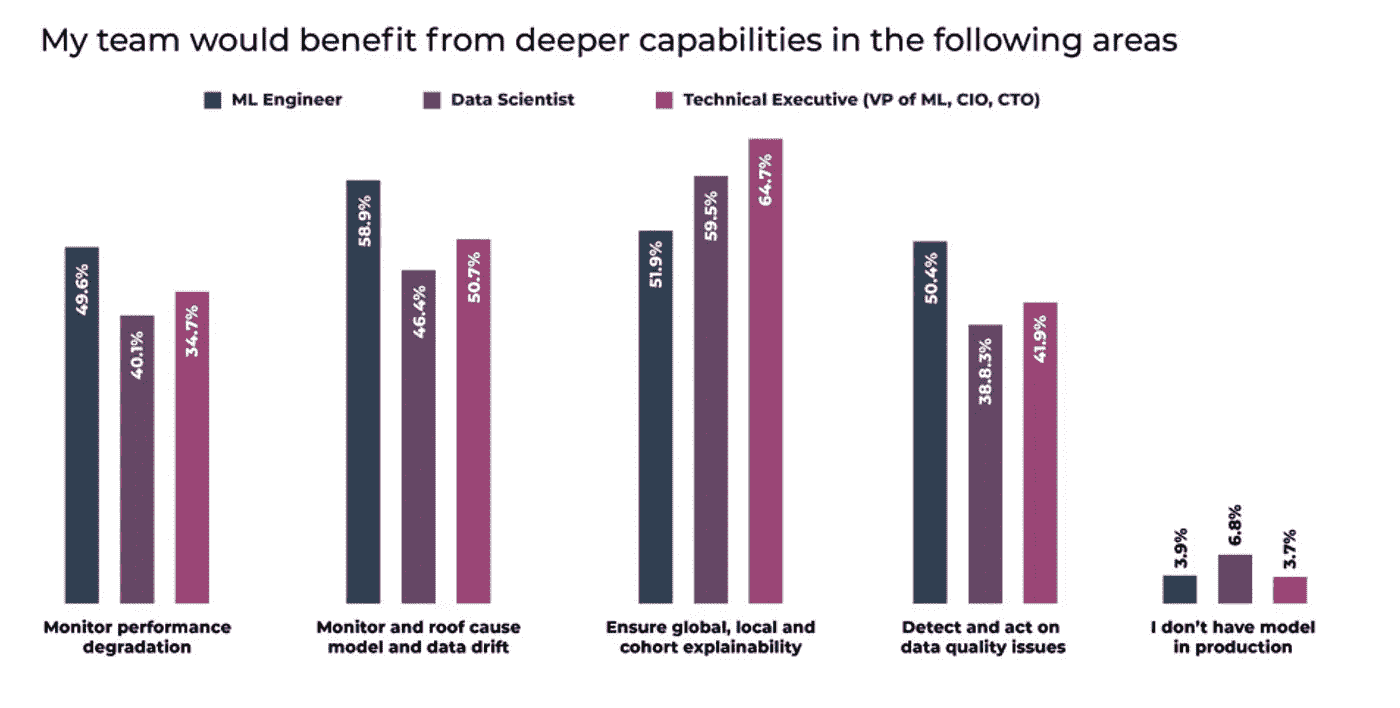 My team would benefit from deeper capabilities in the following areas
ML Engineer
Data Scientist
Technical Executive (VP of ML, CIO, CTO)
49.6%
40.1%
34.7%
58.9%
46.4%
50.7%
51.9%
59.5%
64.7%
50.4%
38.8.3%
41.9%
3.9%
6.8%
3.7%
Monitor performance
degradation
Monitor and roof cause
model and data drift
Ensure global, local and
cohort explainability
Detect and act on
data quality issues
I don't have model
in production